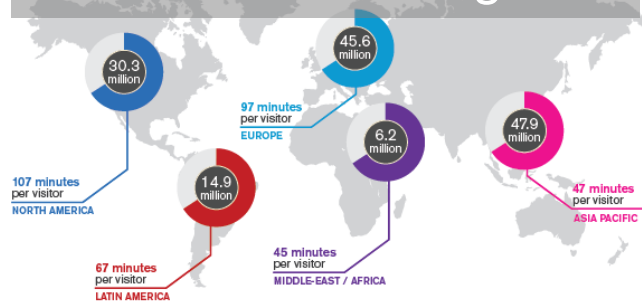 30.3
million
107 minutes
per visitor
NORTH AMERICA
45.6
million
97 minutes
per visitor
EUROPE
14.9
million
67 minutes
per visitor
LATIN AMERICA
6.2
million
45 minutes
per visitor
MIDDLE-EAST / AFRICA
47.9
million
47 minutes
per visitor
ASIA PACIFIC